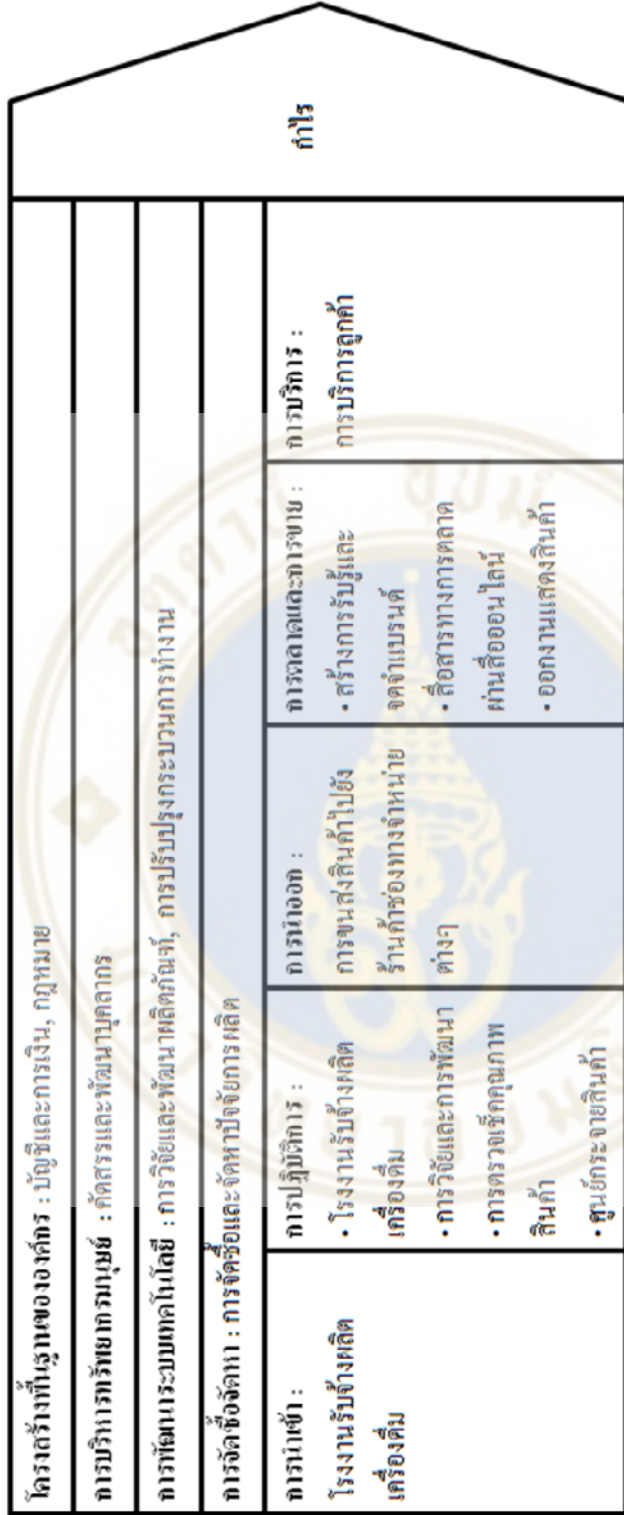 โครงสร้างพื้นฐานขององค์กร : บัญชีและการเงิน, กฎหมาย
การบริหารทรัพยากรมนุษย์ : คัดสรรและพัฒนาบุคลากร
การพัฒนาระบบเทคโนโลยี : การวิจัยและพัฒนาผลิตภัณฑ์, การปรับปรุงกระบวนการทำงาน
การจัดซื้อจัดหา : การจัดซื้อและจัดหาปัจจัยการผลิต
การนำเข้า :
โรงงานรับจ้างผลิต
เครื่องดื่ม
การปฏิบัติการ :
• โรงงานรับจ้างผลิต
เครื่องดื่ม
• การวิจัยและการพัฒนา
• การตรวจเช็คคุณภาพ
สินค้า
• ศูนย์กระจายสินค้า
การนำออก :
การขนส่งสินค้าไปยัง
ร้านค้าช่องทางจำหน่าย
ต่างๆ
การตลาดและการขาย :
• สร้างการรับรู้และ
จดจำแบรนด์
• สื่อสารทางการตลาด
ผ่านสื่อออนไลน์
• ออกงานแสดงสินค้า
การบริการ :
การบริการลูกค้า
กำไร